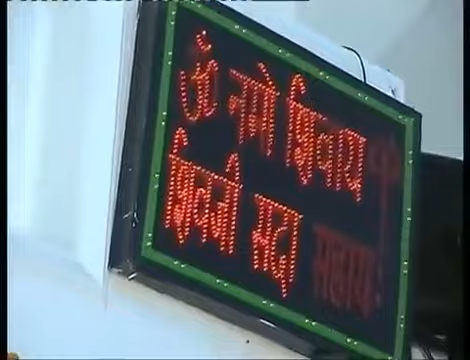 ॐ नमो शिवाय
शिवजी सदा सहाय